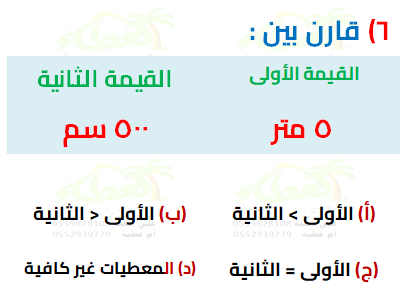 ٦) قارن بين :
القيمة الأولى
القيمة الثانية
٥ متر
٥٠٠ سم
(أ) الأولى > الثانية
(ب) الأولى < الثانية
(ج) الأولى = الثانية
(د) المعطيات غير كافية